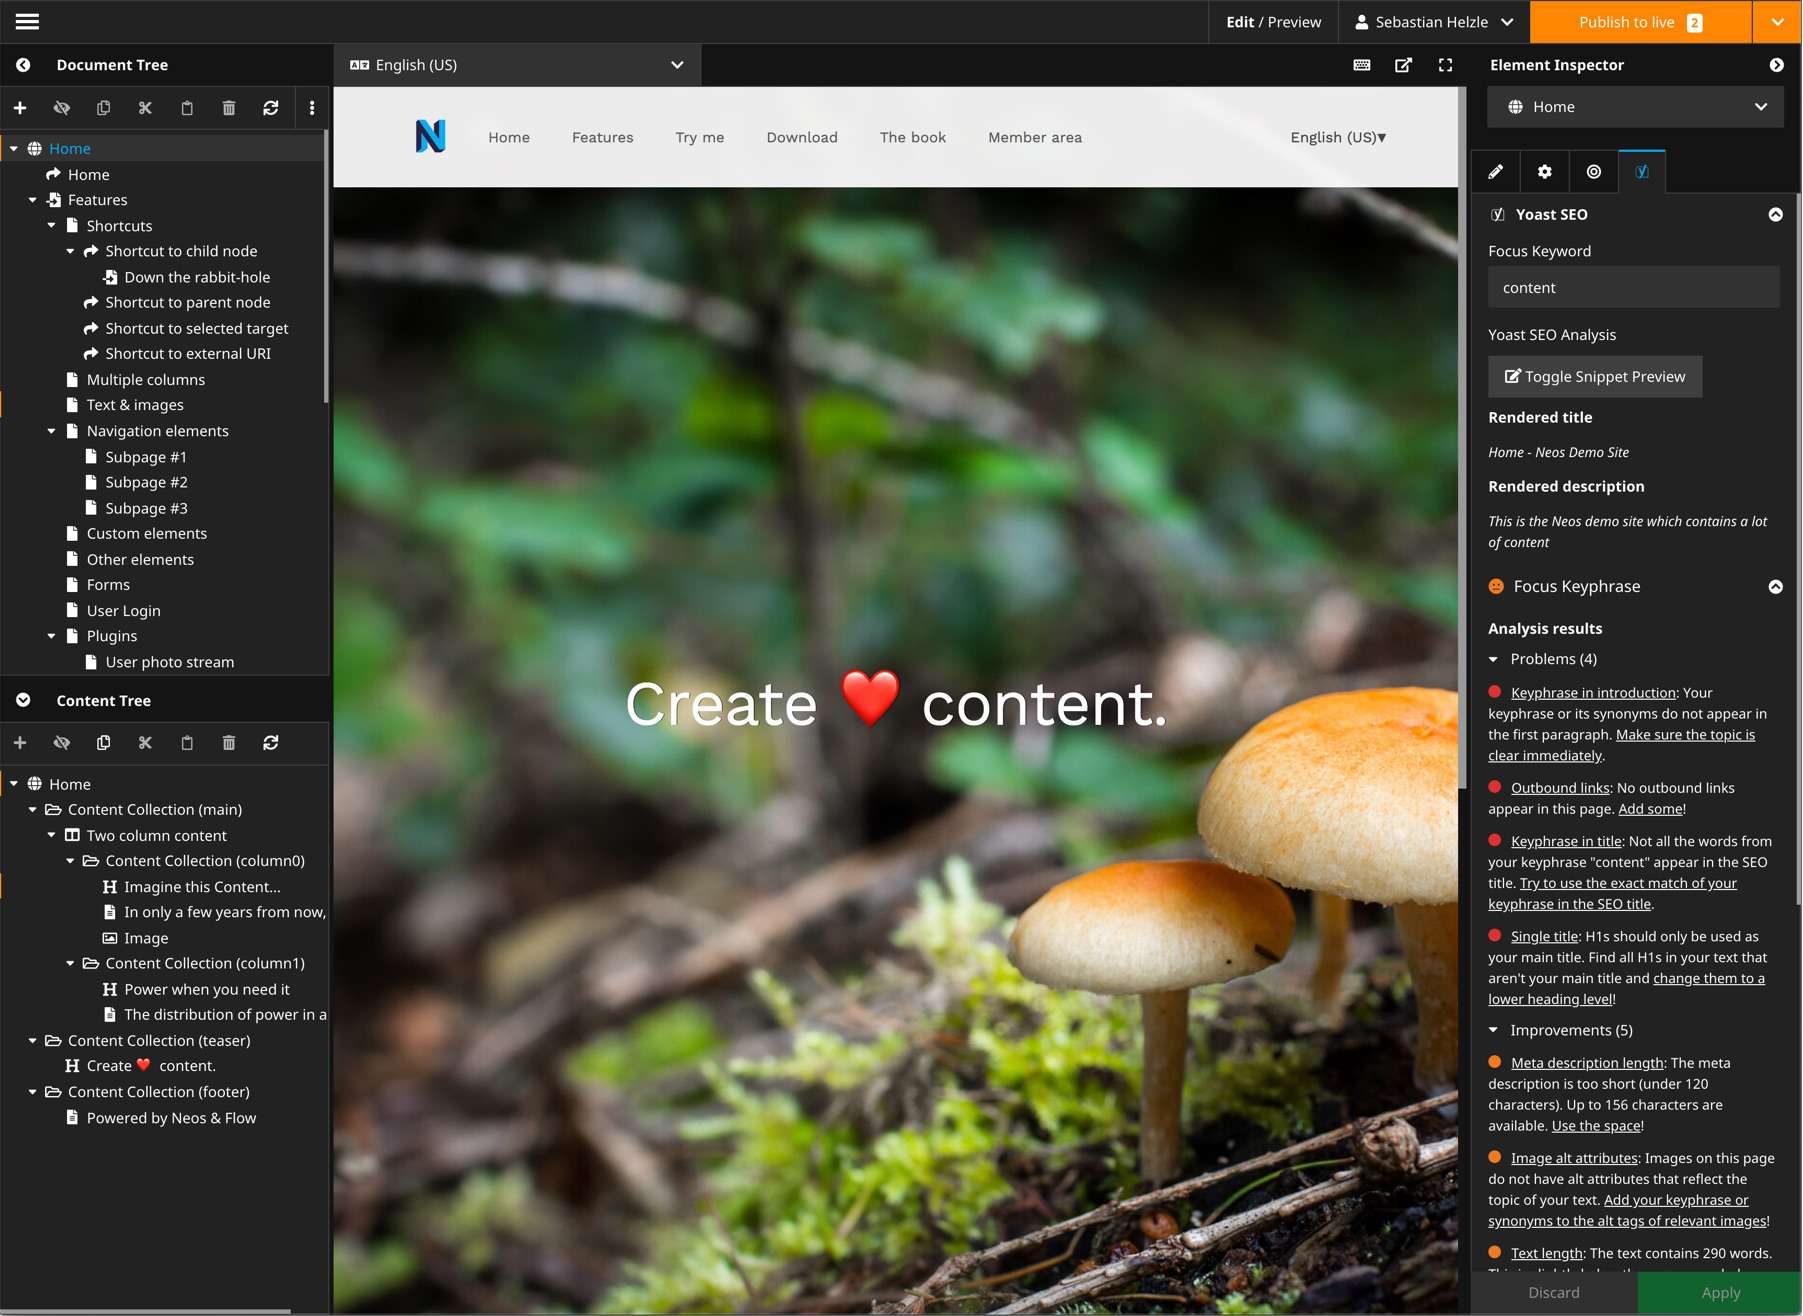 Edit / Preview
Sebastian Helzle
Publish to live 2
Document Tree
English (US)
Element Inspector
Home
Home
Home
Features
Shortcuts
Shortcut to child node
Down the rabbit-hole
Shortcut to parent node
Shortcut to selected target
Shortcut to external URI
Multiple columns
Text & images
Navigation elements
Subpage #1
Subpage #2
Subpage #3
Custom elements
Other elements
Forms
User Login
Plugins
User photo stream
Content Tree
Home
Content Collection (main)
Two column content
Content Collection (column0)
Imagine this Content...
In only a few years from now,
Image
Content Collection (column1)
Power when you need it
The distribution of power in a
Content Collection (teaser)
Create ❤️ content.
Content Collection (footer)
Powered by Neos & Flow
N Home Features Try me Download The book Member area English (US)▾
Create ❤️ content.
Yoast SEO
Focus Keyword
content
Yoast SEO Analysis
Toggle Snippet Preview
Rendered title
Home - Neos Demo Site
Rendered description
This is the Neos demo site which contains a lot
of content
Focus Keyphrase
Analysis results
Problems (4)
Keyphrase in introduction: Your
keyphrase or its synonyms do not appear in
the first paragraph. Make sure the topic is
clear immediately.
Outbound links: No outbound links
appear in this page. Add some!
Keyphrase in title: Not all the words from
your keyphrase "content" appear in the SEO
title. Try to use the exact match of your
keyphrase in the SEO title.
Single title: H1s should only be used as
your main title. Find all H1s in your text that
aren't your main title and change them to a
lower heading level!
Improvements (5)
Meta description length: The meta
description is too short (under 120
characters). Up to 156 characters are
available. Use the space!
Image alt attributes: Images on this page
do not have alt attributes that reflect the
topic of your text. Add your keyphrase or
synonyms to the alt tags of relevant images!
Text length: The text contains 290 words.
Discard
Apply